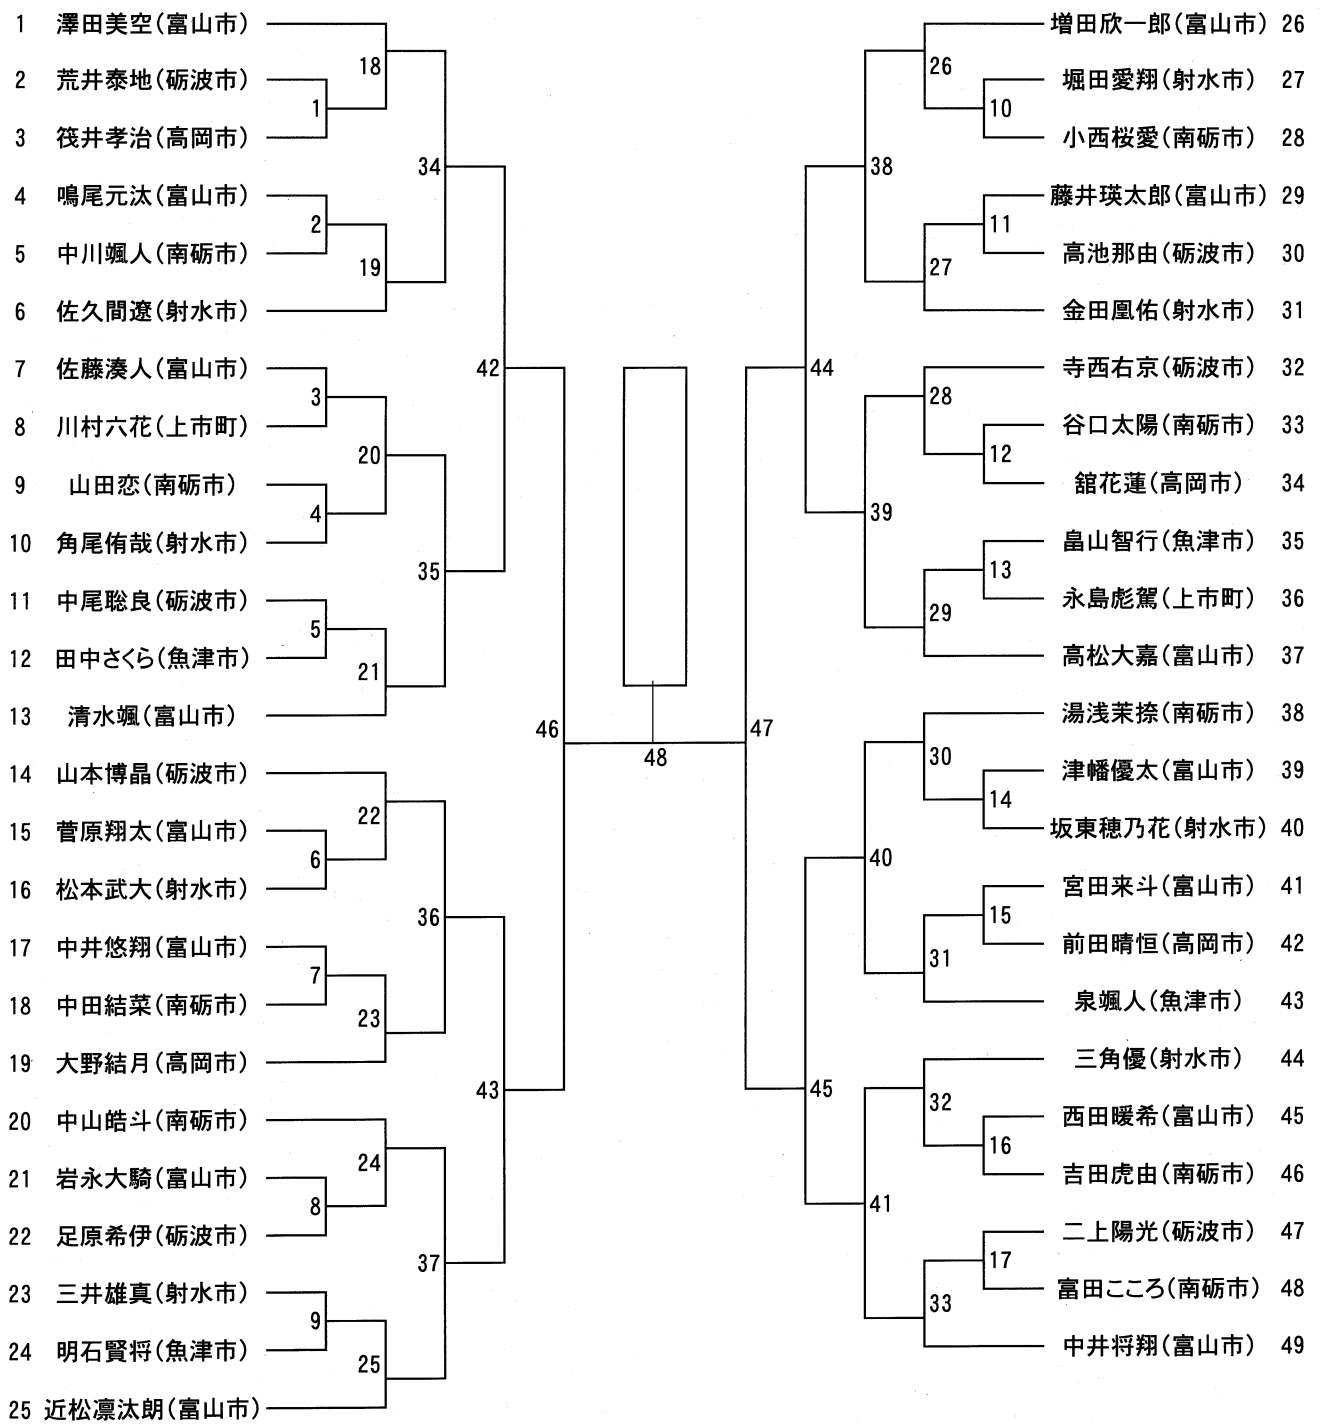 1 澤田美空(富山市)
2 荒井泰地(砺波市)
3 筏井孝治(高岡市)
4 鳴尾元汰(富山市)
5 中川颯人(南砺市)
6 佐久間遼(射水市)
7 佐藤湊人(富山市)
8 川村六花(上市町)
9 山田恋(南砺市)
10 角尾侑哉(射水市)
11 中尾聡良(砺波市)
12 田中さくら(魚津市)
13 清水颯(富山市)
14 山本博晶(砺波市)
15 菅原翔太(富山市)
16 松本武大(射水市)
17 中井悠翔(富山市)
18 中田結菜(南砺市)
19 大野結月(高岡市)
20 中山皓斗(南砺市)
21 岩永大騎(富山市)
22 足原希伊(砺波市)
23 三井雄真(射水市)
24 明石賢将(魚津市)
25 近松凛汰朗(富山市)
1
2
3
4
5
6
7
8
9
18
19
20
21
22
23
24
25
34
35
36
37
42
43
46
48
47
44
45
38
39
40
41
26
27
28
29
30
31
32
33
10
11
12
13
14
15
16
17
増田欣一郎(富山市) 26
堀田愛翔(射水市) 27
小西桜愛(南砺市) 28
藤井瑛太郎(富山市) 29
高池那由(砺波市) 30
金田凰佑(射水市) 31
寺西右京(砺波市) 32
谷口太陽(南砺市) 33
舘花蓮(高岡市) 34
畠山智行(魚津市) 35
永島彪駕(上市町) 36
高松大嘉(富山市) 37
湯浅茉捺(南砺市) 38
津幡優太(富山市) 39
坂東穂乃花(射水市) 40
宮田来斗(富山市) 41
前田晴恒(高岡市) 42
泉颯人(魚津市) 43
三角優(射水市) 44
西田暖希(富山市) 45
吉田虎由(南砺市) 46
二上陽光(砺波市) 47
富田こころ(南砺市) 48
中井将翔(富山市) 49